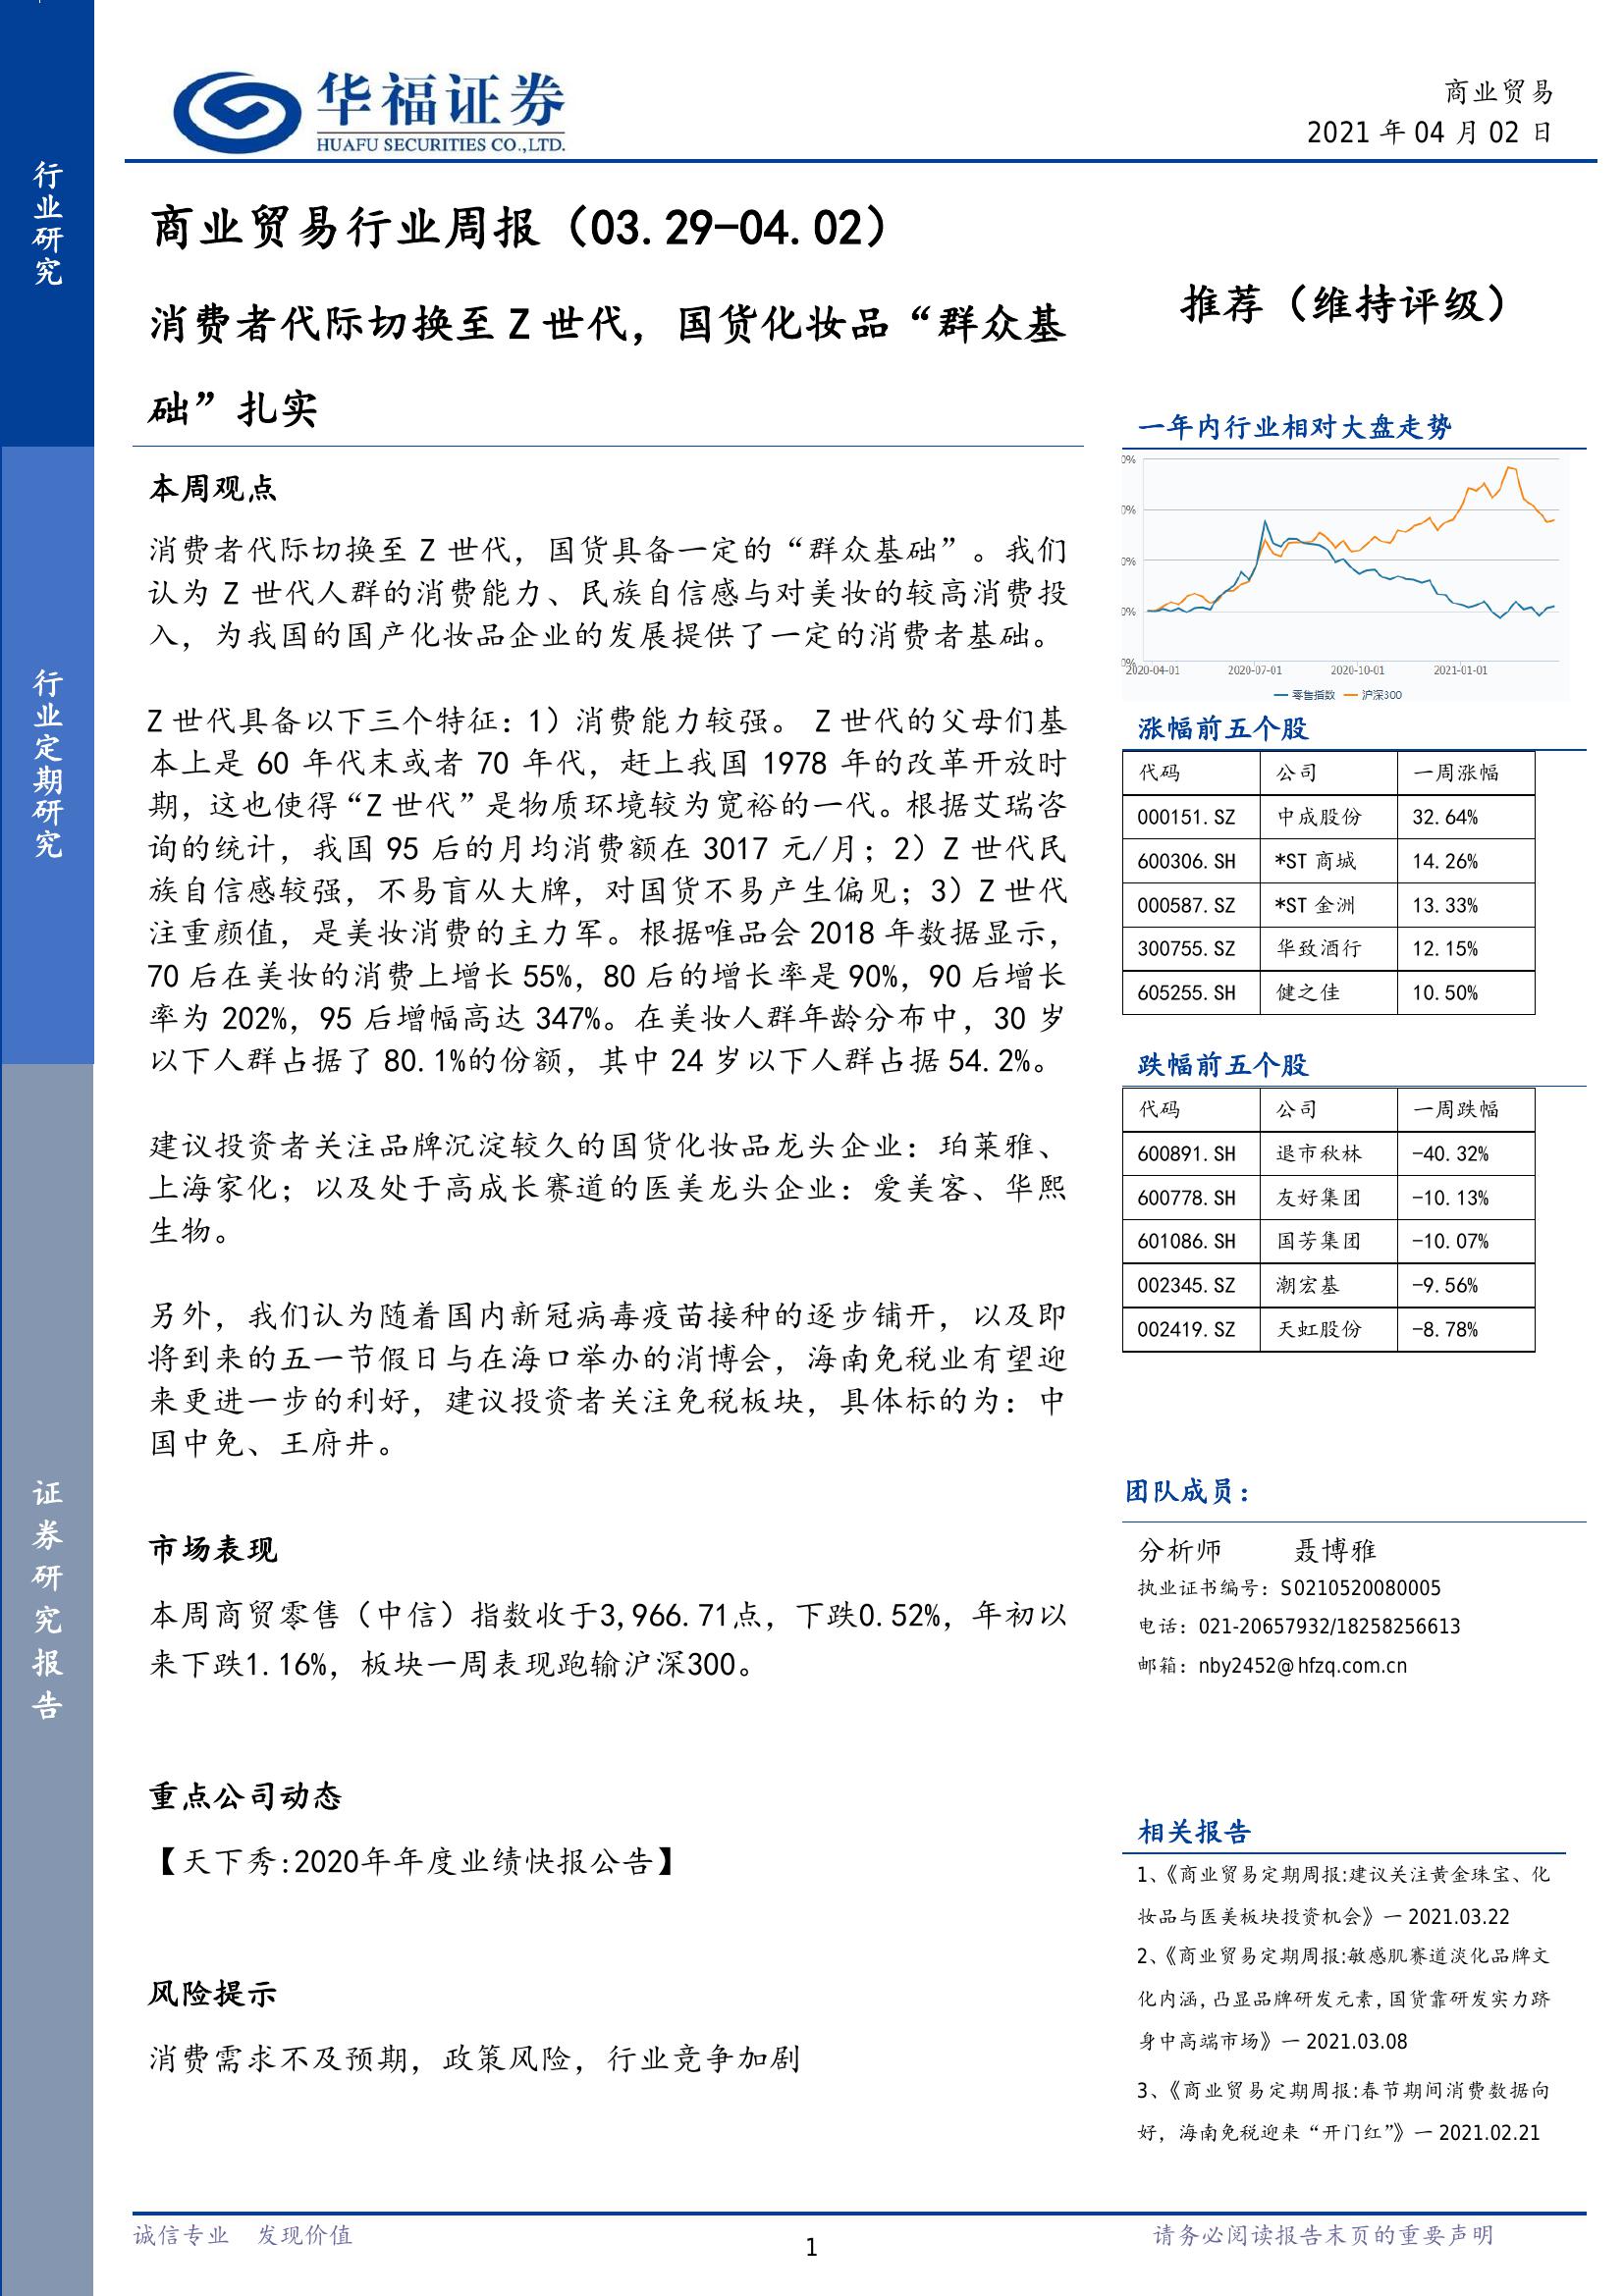 行业研究
行业定期研究
证券研究报告
华福证券
HUAFU SECURITIES CO.,LTD.
商业贸易
2021 年 04 月 02 日
商业贸易行业周报（03.29-04.02）
消费者代际切换至 Z 世代，国货化妆品“群众基
础”扎实
推荐（维持评级）
本周观点
消费者代际切换至 Z 世代，国货具备一定的“群众基础”。我们
认为 Z 世代人群的消费能力、民族自信感与对美妆的较高消费投
入，为我国的国产化妆品企业的发展提供了一定的消费者基础。
Z 世代具备以下三个特征：1）消费能力较强。 Z 世代的父母们基
本上是 60 年代末或者 70 年代，赶上我国 1978 年的改革开放时
期，这也使得“Z 世代”是物质环境较为宽裕的一代。根据艾瑞咨
询的统计，我国 95 后的月均消费额在 3017 元/月；2）Z 世代民
族自信感较强，不易盲从大牌，对国货不易产生偏见；3）Z 世代
注重颜值，是美妆消费的主力军。根据唯品会 2018 年数据显示，
70 后在美妆的消费上增长 55%，80 后的增长率是 90%，90 后增长
率为 202%，95 后增幅高达 347%。在美妆人群年龄分布中，30 岁
以下人群占据了 80.1%的份额，其中 24 岁以下人群占据 54.2%。
建议投资者关注品牌沉淀较久的国货化妆品龙头企业：珀莱雅、
上海家化；以及处于高成长赛道的医美龙头企业：爱美客、华熙
生物。
另外，我们认为随着国内新冠病毒疫苗接种的逐步铺开，以及即
将到来的五一节假日与在海口举办的消博会，海南免税业有望迎
来更进一步的利好，建议投资者关注免税板块，具体标的为：中
国中免、王府井。
市场表现
本周商贸零售（中信）指数收于3,966.71点，下跌0.52%，年初以
来下跌1.16%，板块一周表现跑输沪深300。
重点公司动态
【天下秀:2020年年度业绩快报公告】
风险提示
消费需求不及预期，政策风险，行业竞争加剧
一年内行业相对大盘走势
0%
0%
0%
0%
0%
2020-04-01 2020-07-01 2020-10-01 2021-01-01
零售指数 沪深300
涨幅前五个股
代码 公司 一周涨幅
000151.SZ 中成股份 32.64%
600306.SH *ST 商城 14.26%
000587.SZ *ST 金洲 13.33%
300755.SZ 华致酒行 12.15%
605255.SH 健之佳 10.50%
跌幅前五个股
代码 公司 一周跌幅
600891.SH 退市秋林 -40.32%
600778.SH 友好集团 -10.13%
601086.SH 国芳集团 -10.07%
002345.SZ 潮宏基 -9.56%
002419.SZ 天虹股份 -8.78%
团队成员：
分析师 聂博雅
执业证书编号：S0210520080005
电话：021-20657932/18258256613
邮箱：nby2452@hfzq.com.cn
相关报告
1、《商业贸易定期周报:建议关注黄金珠宝、化
妆品与医美板块投资机会》一 2021.03.22
2、《商业贸易定期周报:敏感肌赛道淡化品牌文
化内涵,凸显品牌研发元素,国货靠研发实力跻
身中高端市场》一 2021.03.08
3、《商业贸易定期周报:春节期间消费数据向
好，海南免税迎来“开门红”》一 2021.02.21
诚信专业 发现价值
1
请务必阅读报告末页的重要声明